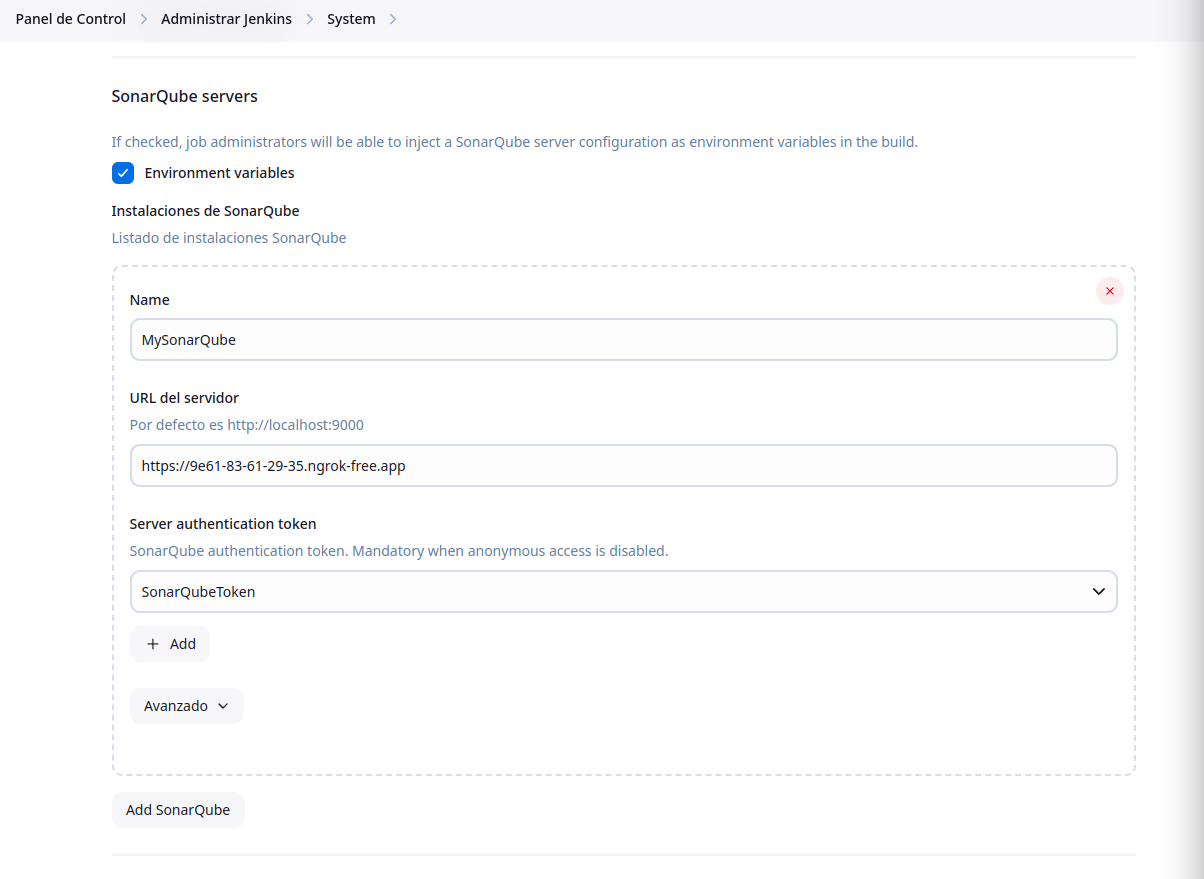 Panel de Control > Administrar Jenkins > System >
SonarQube servers
If checked, job administrators will be able to inject a SonarQube server configuration as environment variables in the build.
Environment variables
Instalaciones de SonarQube
Listado de instalaciones SonarQube
Name
MySonarQube
URL del servidor
Por defecto es http://localhost:9000
https://9e61-83-61-29-35.ngrok-free.app
Server authentication token
SonarQube authentication token. Mandatory when anonymous access is disabled.
SonarQubeToken
+ Add
Avanzado
Add SonarQube